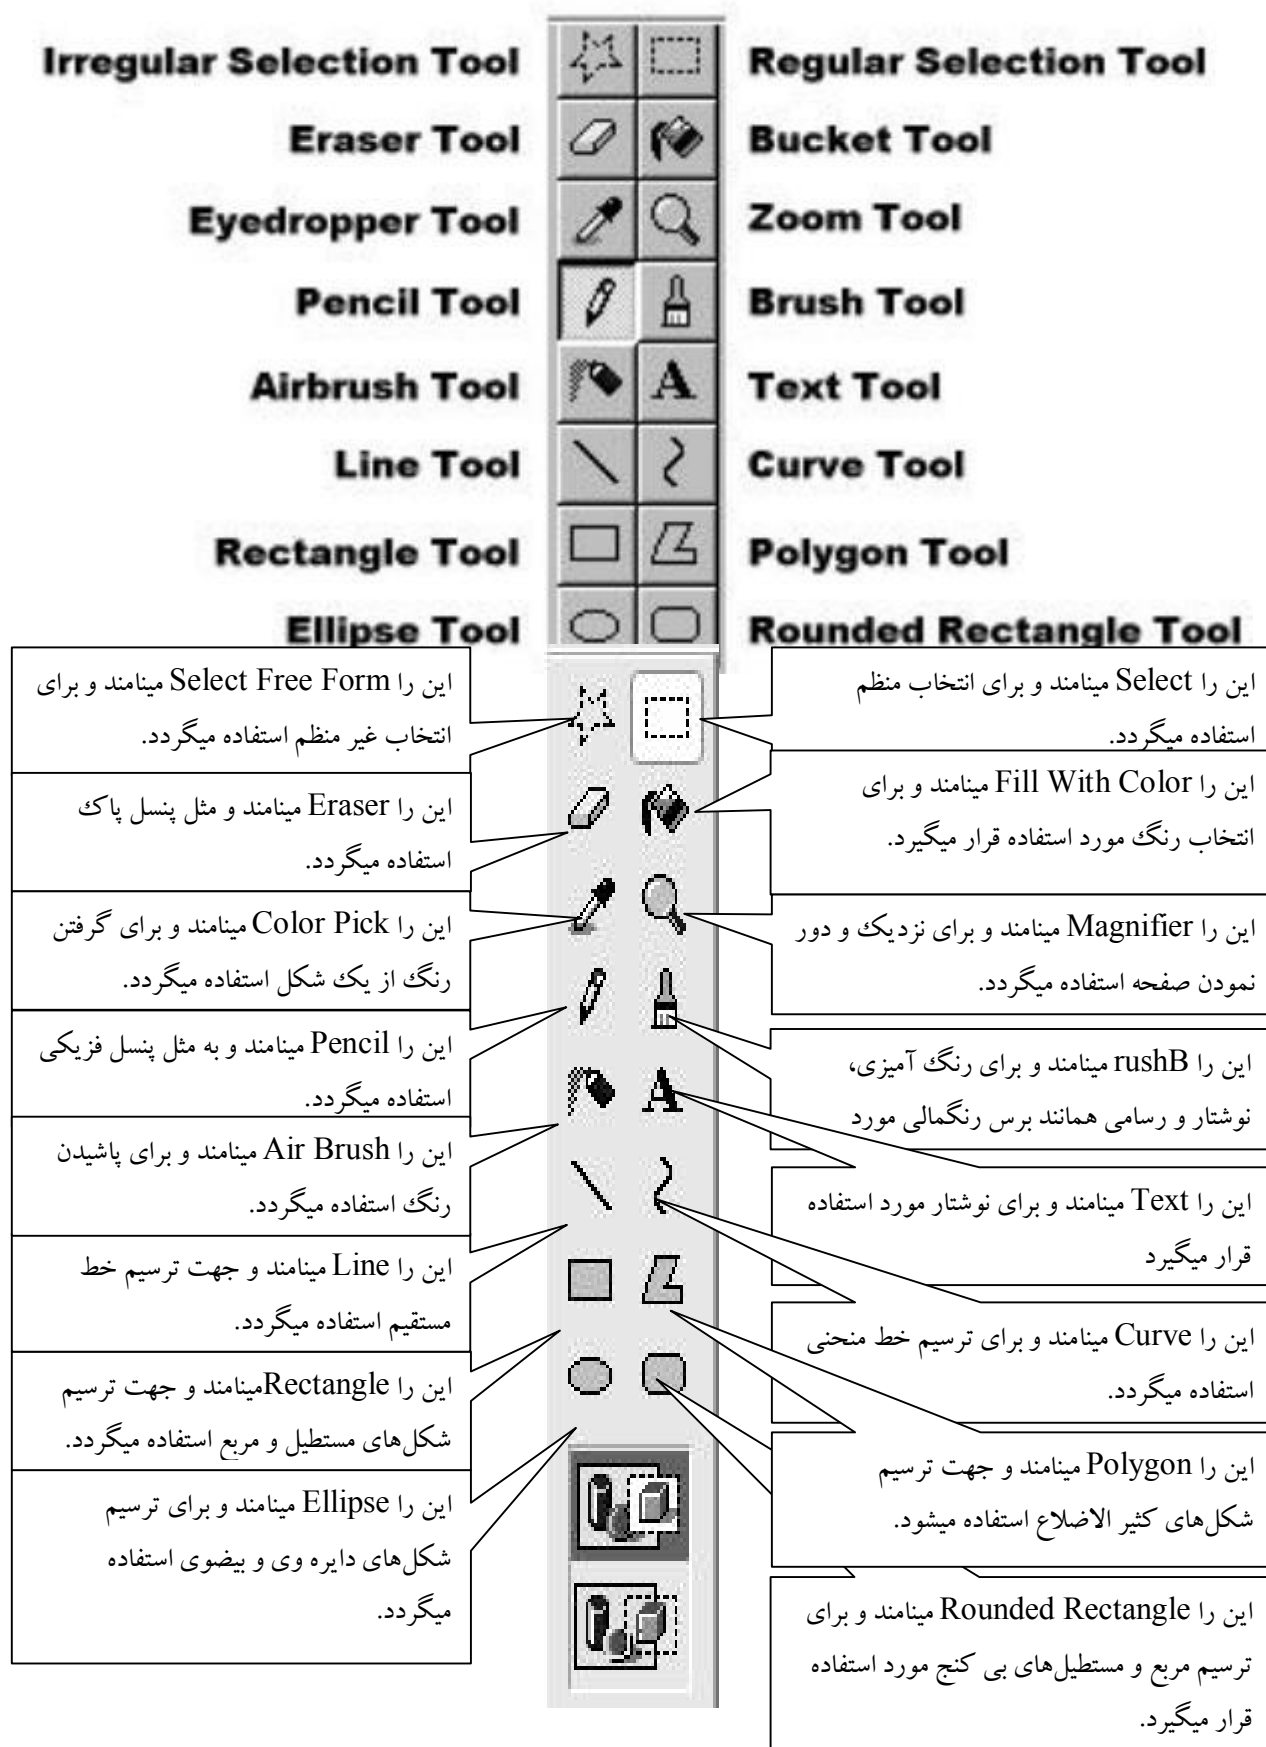 Irregular Selection Tool
Regular Selection Tool
Eraser Tool
Bucket Tool
Eyedropper Tool
Zoom Tool
Pencil Tool
Brush Tool
Airbrush Tool
Text Tool
Line Tool
Curve Tool
Rectangle Tool
Polygon Tool
Ellipse Tool
Rounded Rectangle Tool
این را Select مینامند و برای انتخاب منظم
استفاده میگردد.
این را Fill With Color مینامند و برای
انتخاب رنگ مورد استفاده قرار میگیرد.
این را Magnifier مینامند و برای نزدیک و دور
نمودن صفحه استفاده میگردد.
این را rushB مینامند و برای رنگ آمیزی،
نوشتار و رسامی همانند برس رنگمالی مورد
این را Text مینامند و برای نوشتار مورد استفاده
قرار میگیرد
این را Curve مینامند و برای ترسیم خط منحنی
استفاده میگردد.
این را Polygon مینامند و جهت ترسیم
شکل‌های کثیر الاضلاع استفاده میشود.
این را Rounded Rectangle مینامند و برای
ترسیم مربع و مستطیل‌های بی کنج مورد استفاده
قرار میگیرد.
این را Select Free Form مینامند و برای
انتخاب غیر منظم استفاده میگردد.
این را Eraser مینامند و مثل پنسل پاک
استفاده میگردد.
این را Color Pick مینامند و برای گرفتن
رنگ از یک شکل استفاده میگردد.
این را Pencil مینامند و به مثل پنسل فزیکی
استفاده میگردد.
این را Air Brush مینامند و برای پاشیدن
رنگ استفاده میگردد.
این را Line مینامند و جهت ترسیم خط
مستقیم استفاده میگردد.
این را Rectangleمینامند و جهت ترسیم
شکل‌های مستطیل و مربع استفاده میگردد.
این را Ellipse مینامند و برای ترسیم
شکل‌های دایره وی و بیضوی استفاده
میگردد.